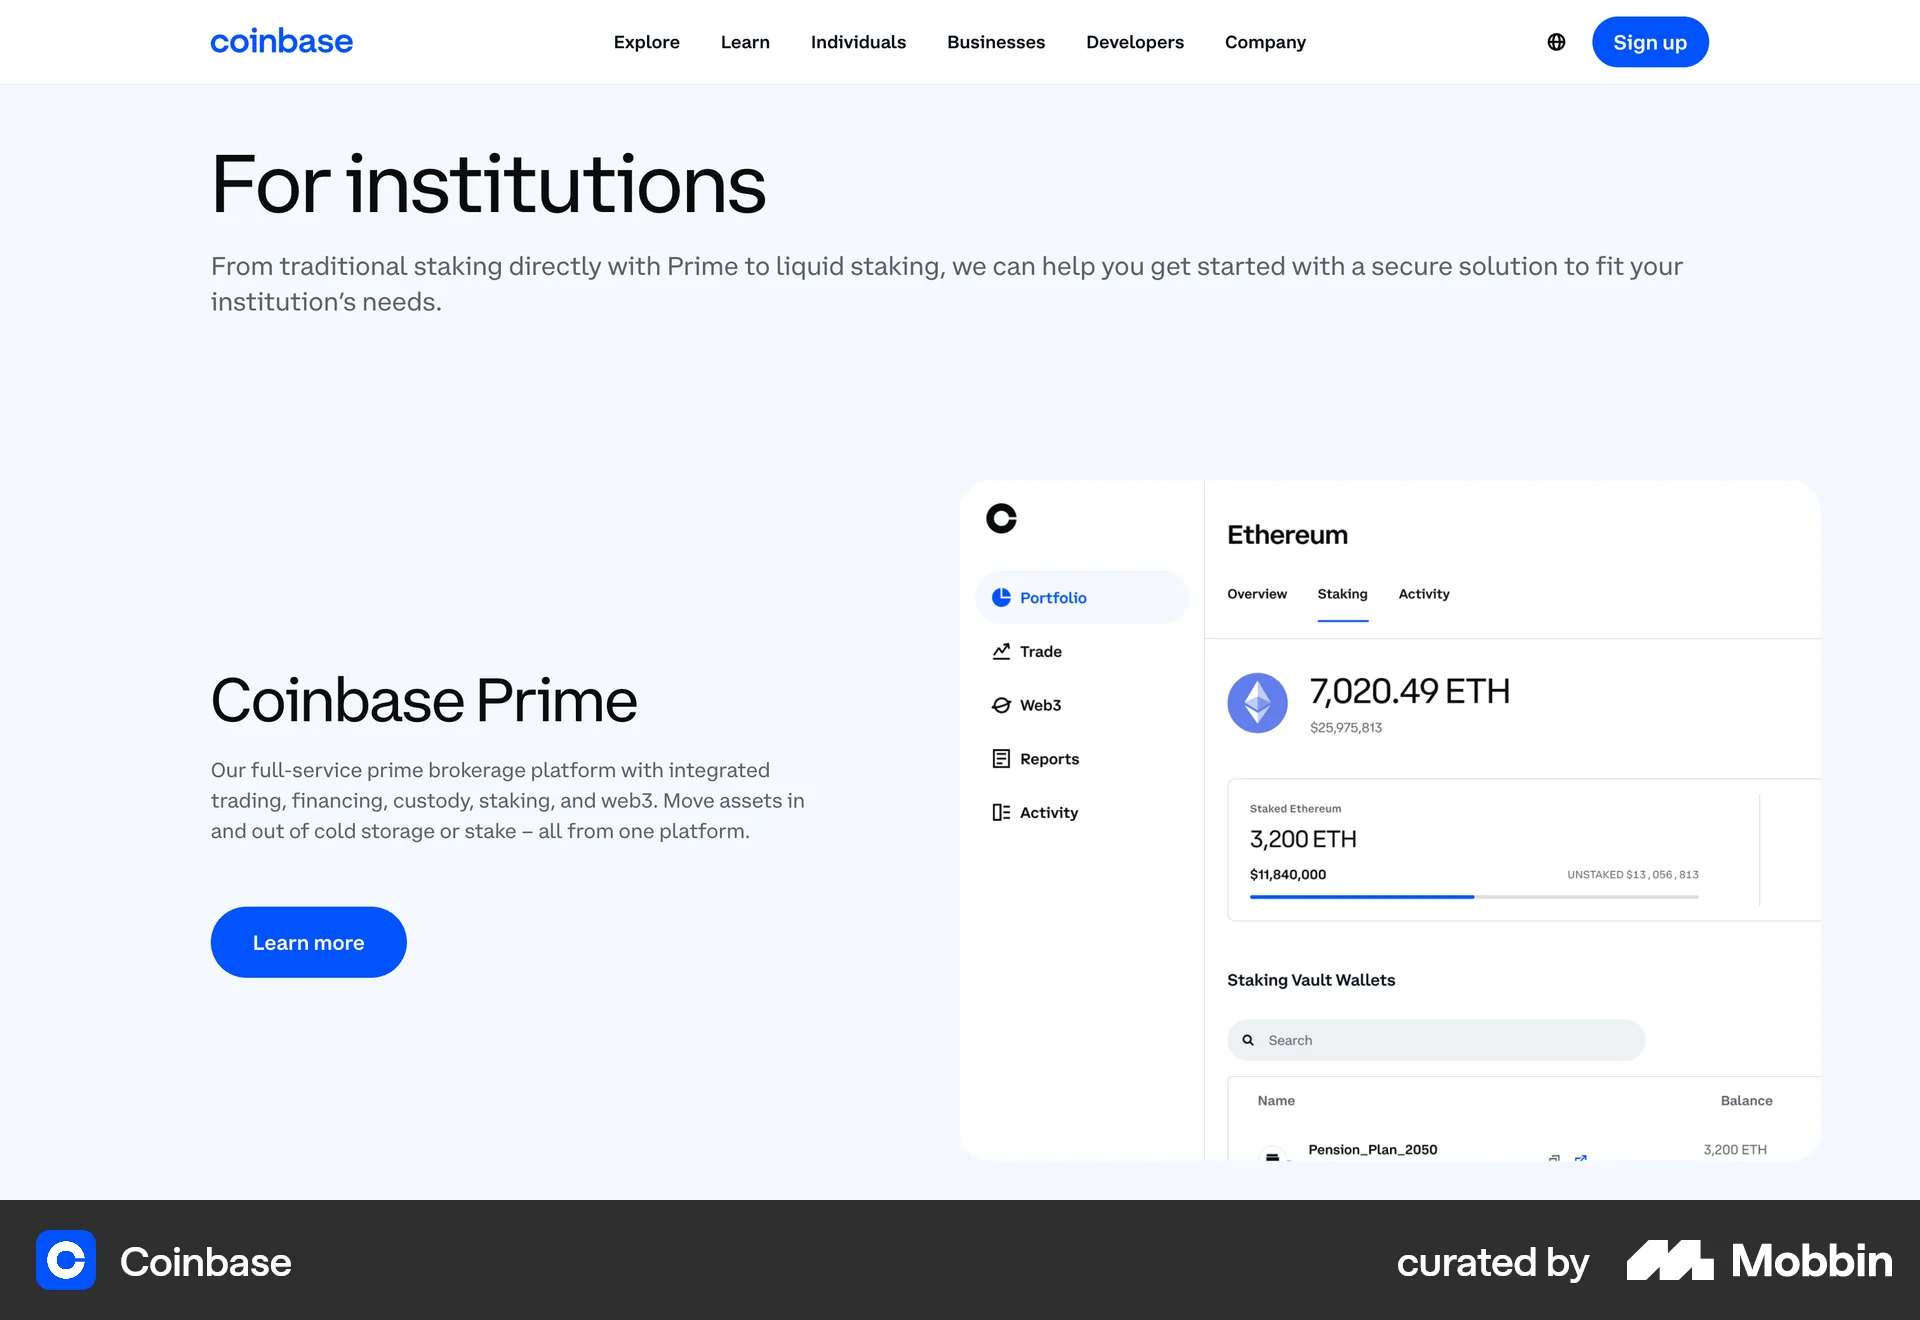 coinbase
Explore
Learn
Individuals
Businesses
Developers
Company
Sign up
For institutions
From traditional staking directly with Prime to liquid staking, we can help you get started with a secure solution to fit your
institution’s needs.
Coinbase Prime
Our full-service prime brokerage platform with integrated
trading, financing, custody, staking, and web3. Move assets in
and out of cold storage or stake – all from one platform.
Learn more
Portfolio
Trade
Web3
Reports
Activity
Ethereum
Overview
Staking
Activity
7,020.49 ETH
$25,975,813
Staked Ethereum
3,200 ETH
$11,840,000
UNSTAKED $13,056,813
Staking Vault Wallets
Search
Name
Balance
Pension_Plan_2050
3,200 ETH
Coinbase
curated by
Mobbin